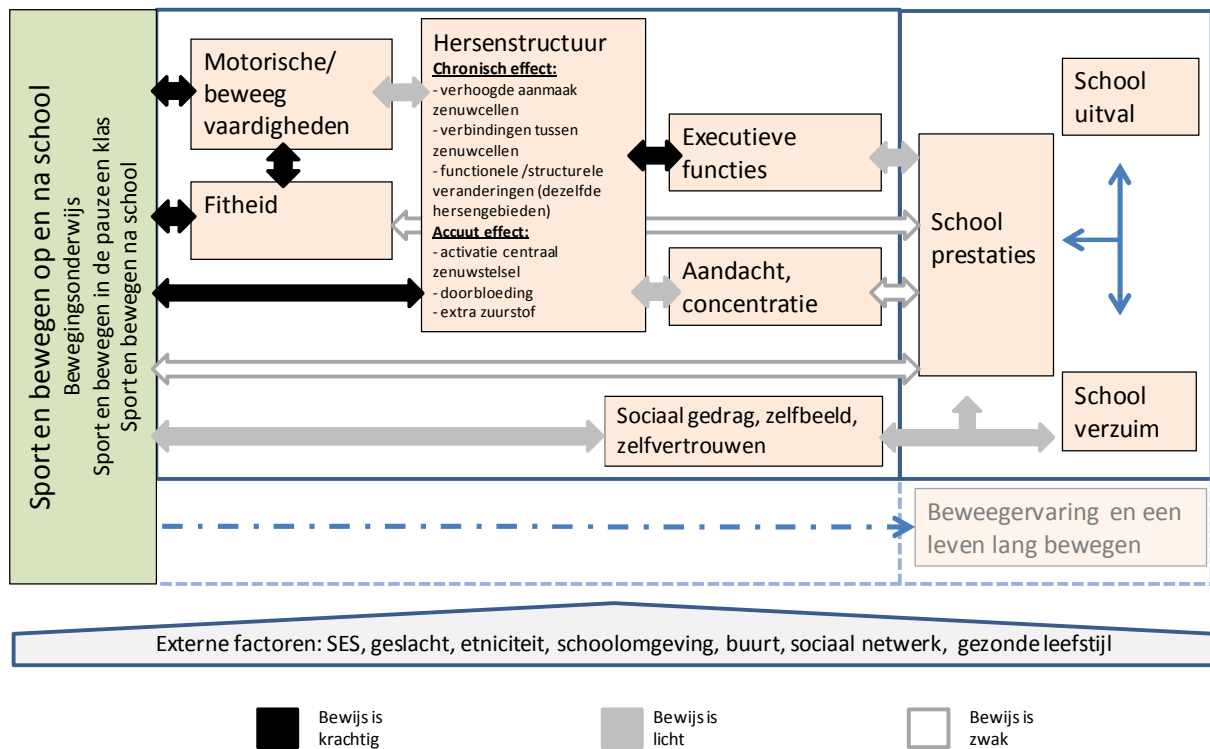 Sport en bewegen op en na school
Bewegingsonderwijs
Sport en bewegen in de pauze en klas
Sport en bewegen na school
Motorische/
beweeg
vaardigheden
Fitheid
Hersenstructuur
Chronisch effect:
- verhoogde aanmaak
zenuwcellen
- verbindingen tussen
zenuwcellen
- functionele /structurele
veranderingen (dezelfde
hersengebieden)
Accuut effect:
- activatie centraal
zenuwstelsel
- doorbloeding
- extra zuurstof
Executieve
functies
Aandacht,
concentratie
Sociaal gedrag, zelfbeeld,
zelfvertrouwen
School
prestaties
School
uitval
School
verzuim
Beweegervaring en een
leven lang bewegen
Externe factoren: SES, geslacht, etniciteit, schoolomgeving, buurt, sociaal netwerk, gezonde leefstijl
Bewijs is
krachtig
Bewijs is
licht
Bewijs is
zwak